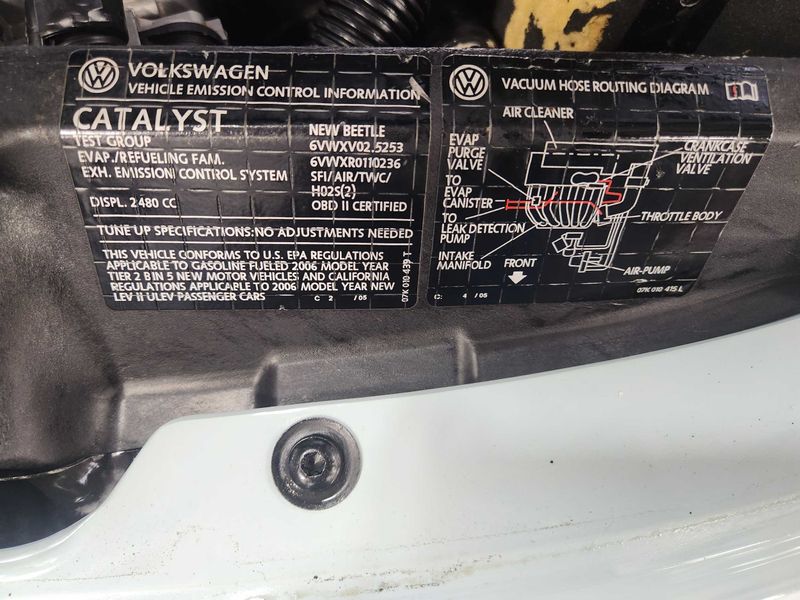 VOLKSWAGEN
VEHICLE EMISSION CONTROL INFORMATION
CATALYST
NEW BEETLE
TEST GROUP 6VWXV02.5253
EVAP./REFUELING FAM. 6VWXR0110236
EXH. EMISSION CONTROL SYSTEM SFI/AIR/TWC/
HO2S(2)
DISPL. 2480 CC OBD II CERTIFIED
TUNE UP SPECIFICATIONS: NO ADJUSTMENTS NEEDED
THIS VEHICLE CONFORMS TO U.S. EPA REGULATIONS
APPLICABLE TO GASOLINE FUELED 2006 MODEL YEAR
TIER 2 BIN 5 NEW MOTOR VEHICLES AND CALIFORNIA
REGULATIONS APPLICABLE TO 2006 MODEL YEAR NEW
LEV II ULEV PASSENGER CARS
C 2 /05
07K 010 439 T
VACUUM HOSE ROUTING DIAGRAM
AIR CLEANER
EVAP
PURGE
VALVE
CRANKCASE
VENTILATION
VALVE
TO
EVAP
CANISTER
TO
LEAK DETECTION
PUMP
THROTTLE BODY
INTAKE
MANIFOLD
FRONT
AIR-PUMP
C: 4 /05
07K 010 415 L